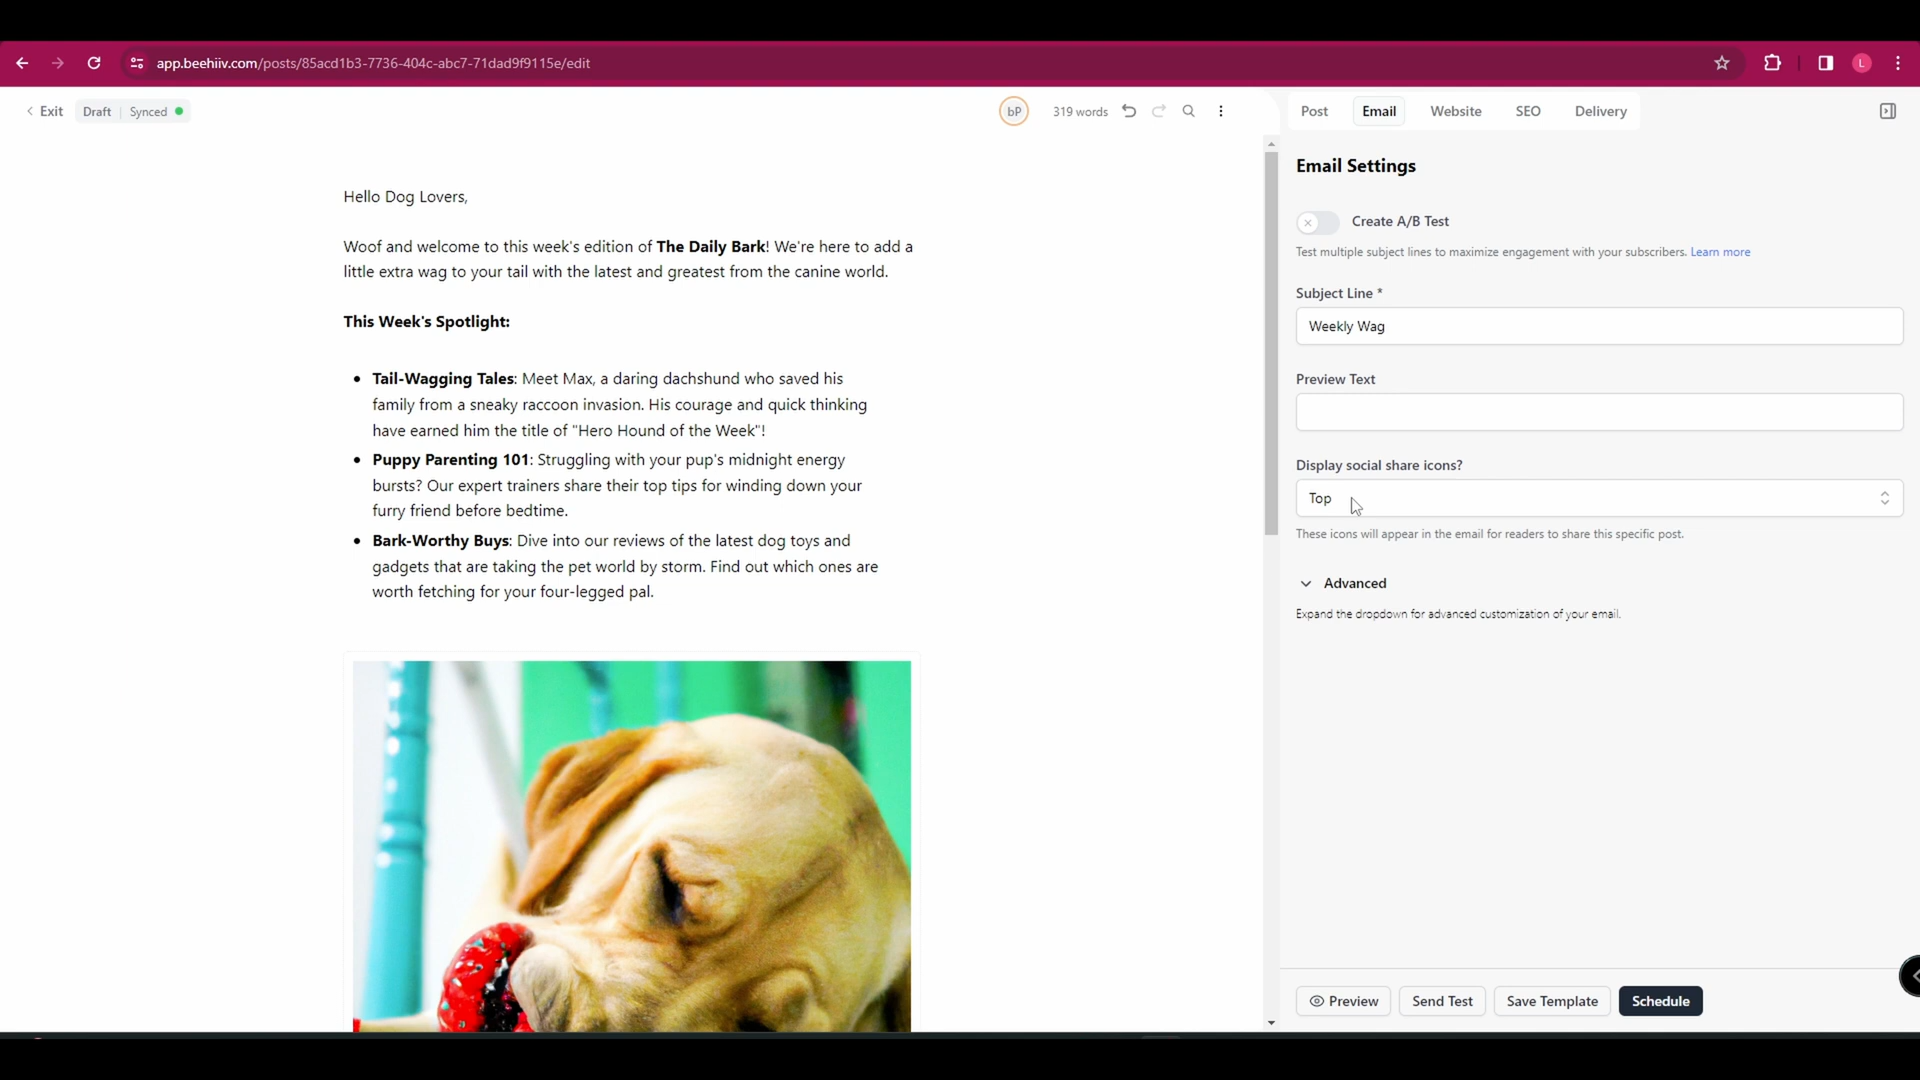 app.beehiiv.com/posts/85acd1b3-7736-404c-abc7-71dad9f9115e/edit
L
Exit
Draft | Synced
bP
319 words
Post
Email
Website
SEO
Delivery
Hello Dog Lovers,
Woof and welcome to this week's edition of The Daily Bark! We're here to add a
little extra wag to your tail with the latest and greatest from the canine world.
This Week's Spotlight:
• Tail-Wagging Tales: Meet Max, a daring dachshund who saved his
family from a sneaky raccoon invasion. His courage and quick thinking
have earned him the title of "Hero Hound of the Week"!
• Puppy Parenting 101: Struggling with your pup's midnight energy
bursts? Our expert trainers share their top tips for winding down your
furry friend before bedtime.
• Bark-Worthy Buys: Dive into our reviews of the latest dog toys and
gadgets that are taking the pet world by storm. Find out which ones are
worth fetching for your four-legged pal.
Email Settings
Create A/B Test
Test multiple subject lines to maximize engagement with your subscribers. Learn more
Subject Line *
Weekly Wag
Preview Text
Display social share icons?
Top
These icons will appear in the email for readers to share this specific post.
Advanced
Expand the dropdown for advanced customization of your email.
Preview
Send Test
Save Template
Schedule